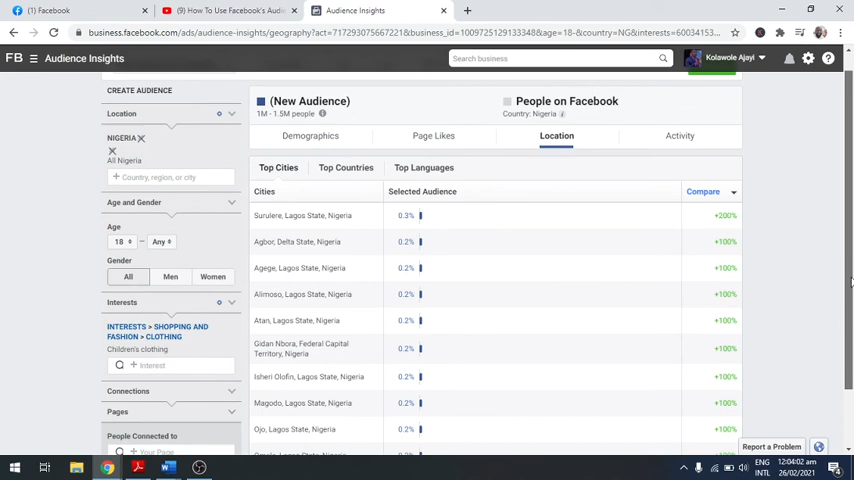 (1) Facebook
(9) How To Use Facebook's Audien
Audience Insights
business.facebook.com/ads/audience-insights/geography?act=717293075667221&business_id=1009725129133348&age=18-&country=NG&interests=60034153...
FB
Audience Insights
Search business
Kolawole Ajayi
CREATE AUDIENCE
Location
NIGERIA
All Nigeria
+ Country, region, or city
Age and Gender
Age
18
Any
Gender
All
Men
Women
Interests
INTERESTS > SHOPPING AND
FASHION > CLOTHING
Children's clothing
+ Interest
Connections
Pages
People Connected to
+ Your Page
(New Audience)
1M - 1.5M people
People on Facebook
Country: Nigeria
Demographics
Page Likes
Location
Activity
Top Cities
Top Countries
Top Languages
Cities
Selected Audience
Compare
Surulere, Lagos State, Nigeria 0.3% +200%
Agbor, Delta State, Nigeria 0.2% +100%
Agege, Lagos State, Nigeria 0.2% +100%
Alimoso, Lagos State, Nigeria 0.2% +100%
Atan, Lagos State, Nigeria 0.2% +100%
Gidan Nbora, Federal Capital
Territory, Nigeria 0.2% +100%
Isheri Olofin, Lagos State, Nigeria 0.2% +100%
Magodo, Lagos State, Nigeria 0.2% +100%
Ojo, Lagos State, Nigeria 0.2% +100%
Report a Problem
ENG
INTL
12:04:02 AM
26/02/2021
4